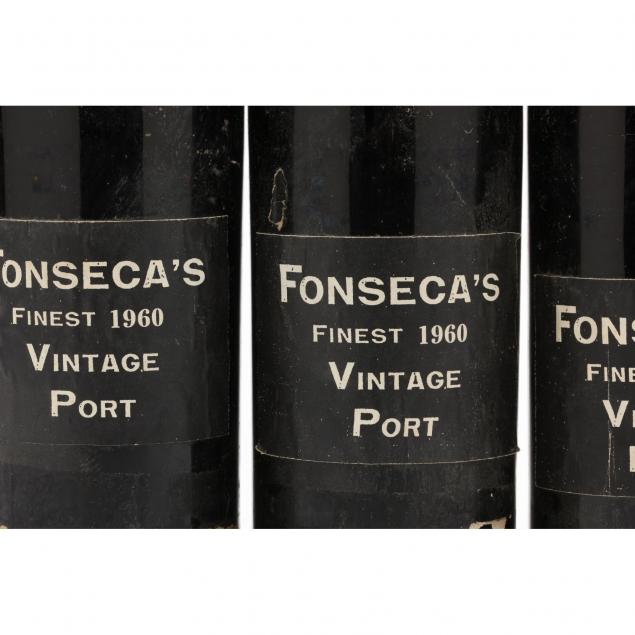 FONSECA'S
FINEST 1960
VINTAGE
PORT
FONSECA'S
FINEST 1960
VINTAGE
PORT